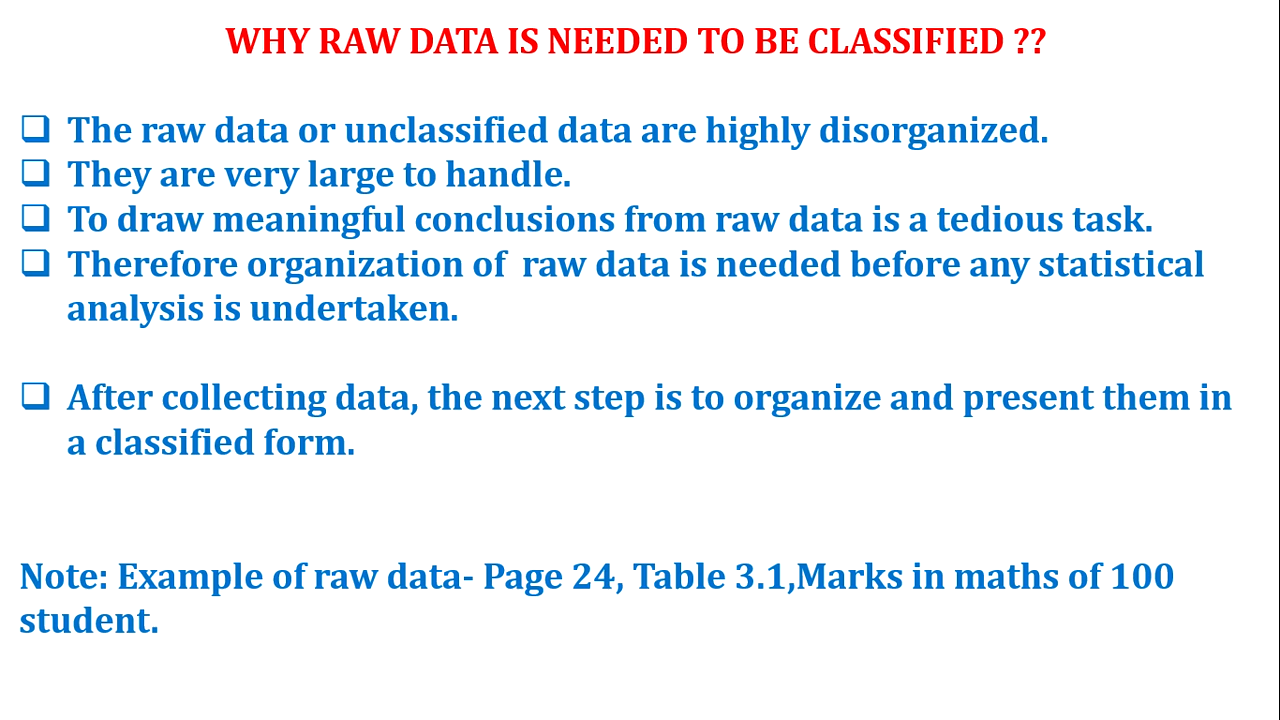 WHY RAW DATA IS NEEDED TO BE CLASSIFIED ??
❑ The raw data or unclassified data are highly disorganized.
❑ They are very large to handle.
❑ To draw meaningful conclusions from raw data is a tedious task.
❑ Therefore organization of  raw data is needed before any statistical
analysis is undertaken.
❑ After collecting data, the next step is to organize and present them in
a classified form.
Note: Example of raw data- Page 24, Table 3.1,Marks in maths of 100
student.